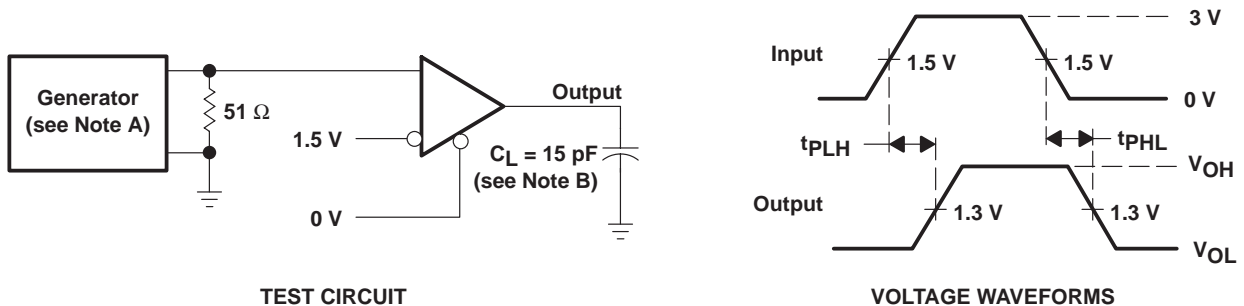 Generator
(see Note A)
51 Ω
1.5 V
0 V
Output
CL = 15 pF
(see Note B)
TEST CIRCUIT
Input
3 V
1.5 V
1.5 V
0 V
tPLH
tPHL
VOH
Output
1.3 V
1.3 V
VOL
VOLTAGE WAVEFORMS